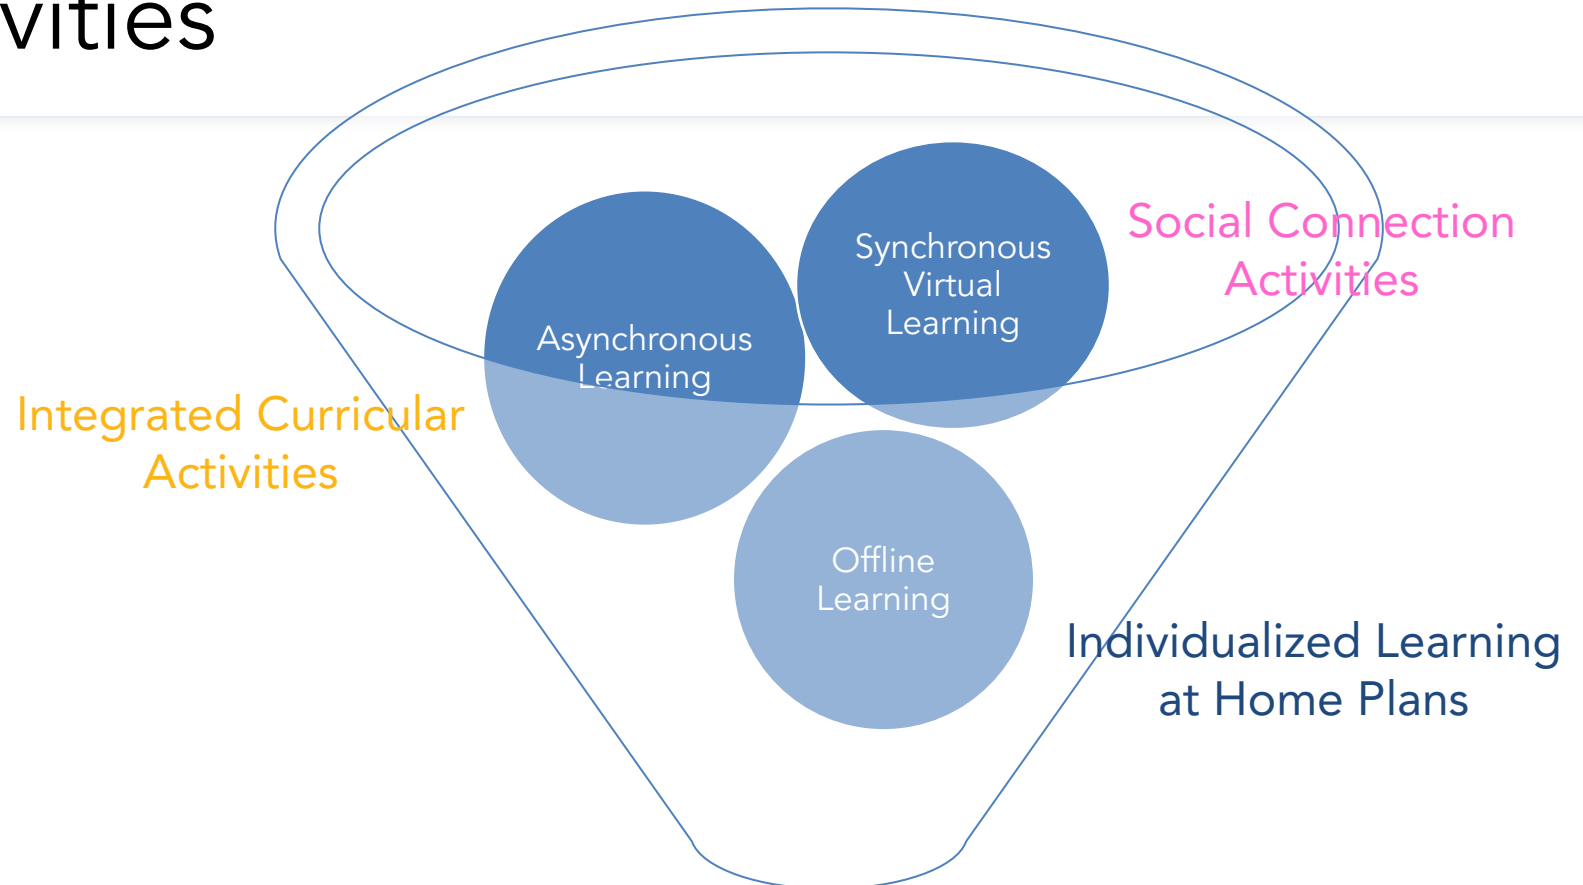 vities
Synchronous
Virtual
Learning
Social Connection
Activities
Asynchronous
Learning
Integrated Curricular
Activities
Offline
Learning
Individualized Learning
at Home Plans